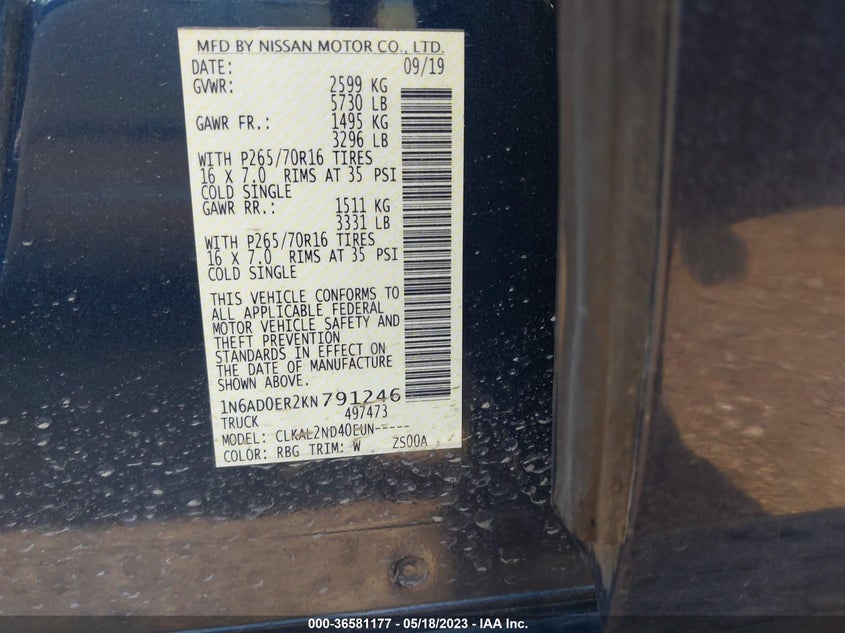 MFD BY NISSAN MOTOR CO., LTD.
DATE: 09/19
GVWR: 2599 KG
5730 LB
GAWR FR.: 1495 KG
3296 LB
WITH P265/70R16 TIRES
16 X 7.0 RIMS AT 35 PSI
COLD SINGLE
GAWR RR.: 1511 KG
3331 LB
WITH P265/70R16 TIRES
16 X 7.0 RIMS AT 35 PSI
COLD SINGLE
THIS VEHICLE CONFORMS TO
ALL APPLICABLE FEDERAL
MOTOR VEHICLE SAFETY AND
THEFT PREVENTION
STANDARDS IN EFFECT ON
THE DATE OF MANUFACTURE
SHOWN ABOVE.
1N6AD0ER2KN791246
TRUCK 497473
MODEL: CLKAL2ND40EUN-----
COLOR: RBG TRIM: W ZS00A
000-36581177 - 05/18/2023 - IAA Inc.